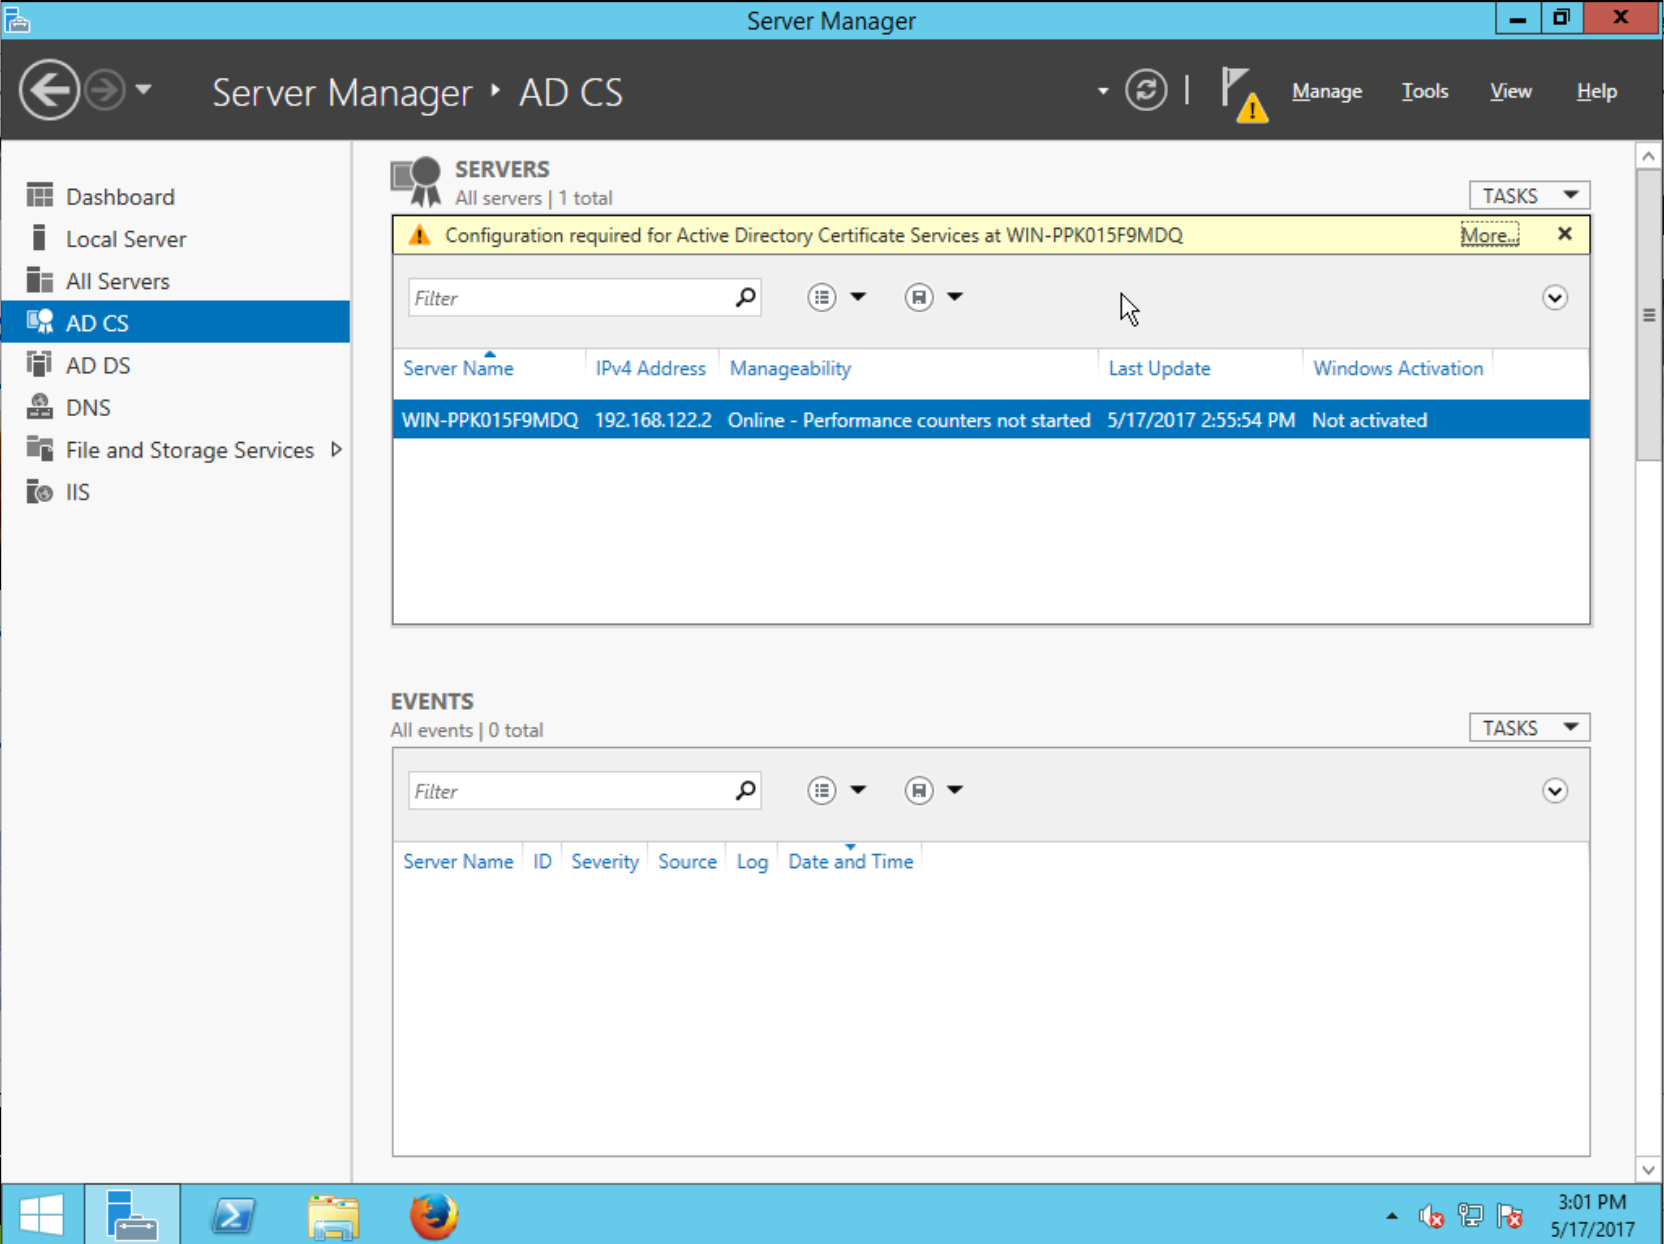 Server Manager
Server Manager ‣ AD CS
Manage Tools View Help
Dashboard
Local Server
All Servers
AD CS
AD DS
DNS
File and Storage Services
IIS
SERVERS
All servers | 1 total
TASKS
Configuration required for Active Directory Certificate Services at WIN-PPK015F9MDQ More...
Filter
Server Name IPv4 Address Manageability Last Update Windows Activation
WIN-PPK015F9MDQ 192.168.122.2 Online - Performance counters not started 5/17/2017 2:55:54 PM Not activated
EVENTS
All events | 0 total
TASKS
Filter
Server Name ID Severity Source Log Date and Time
3:01 PM
5/17/2017